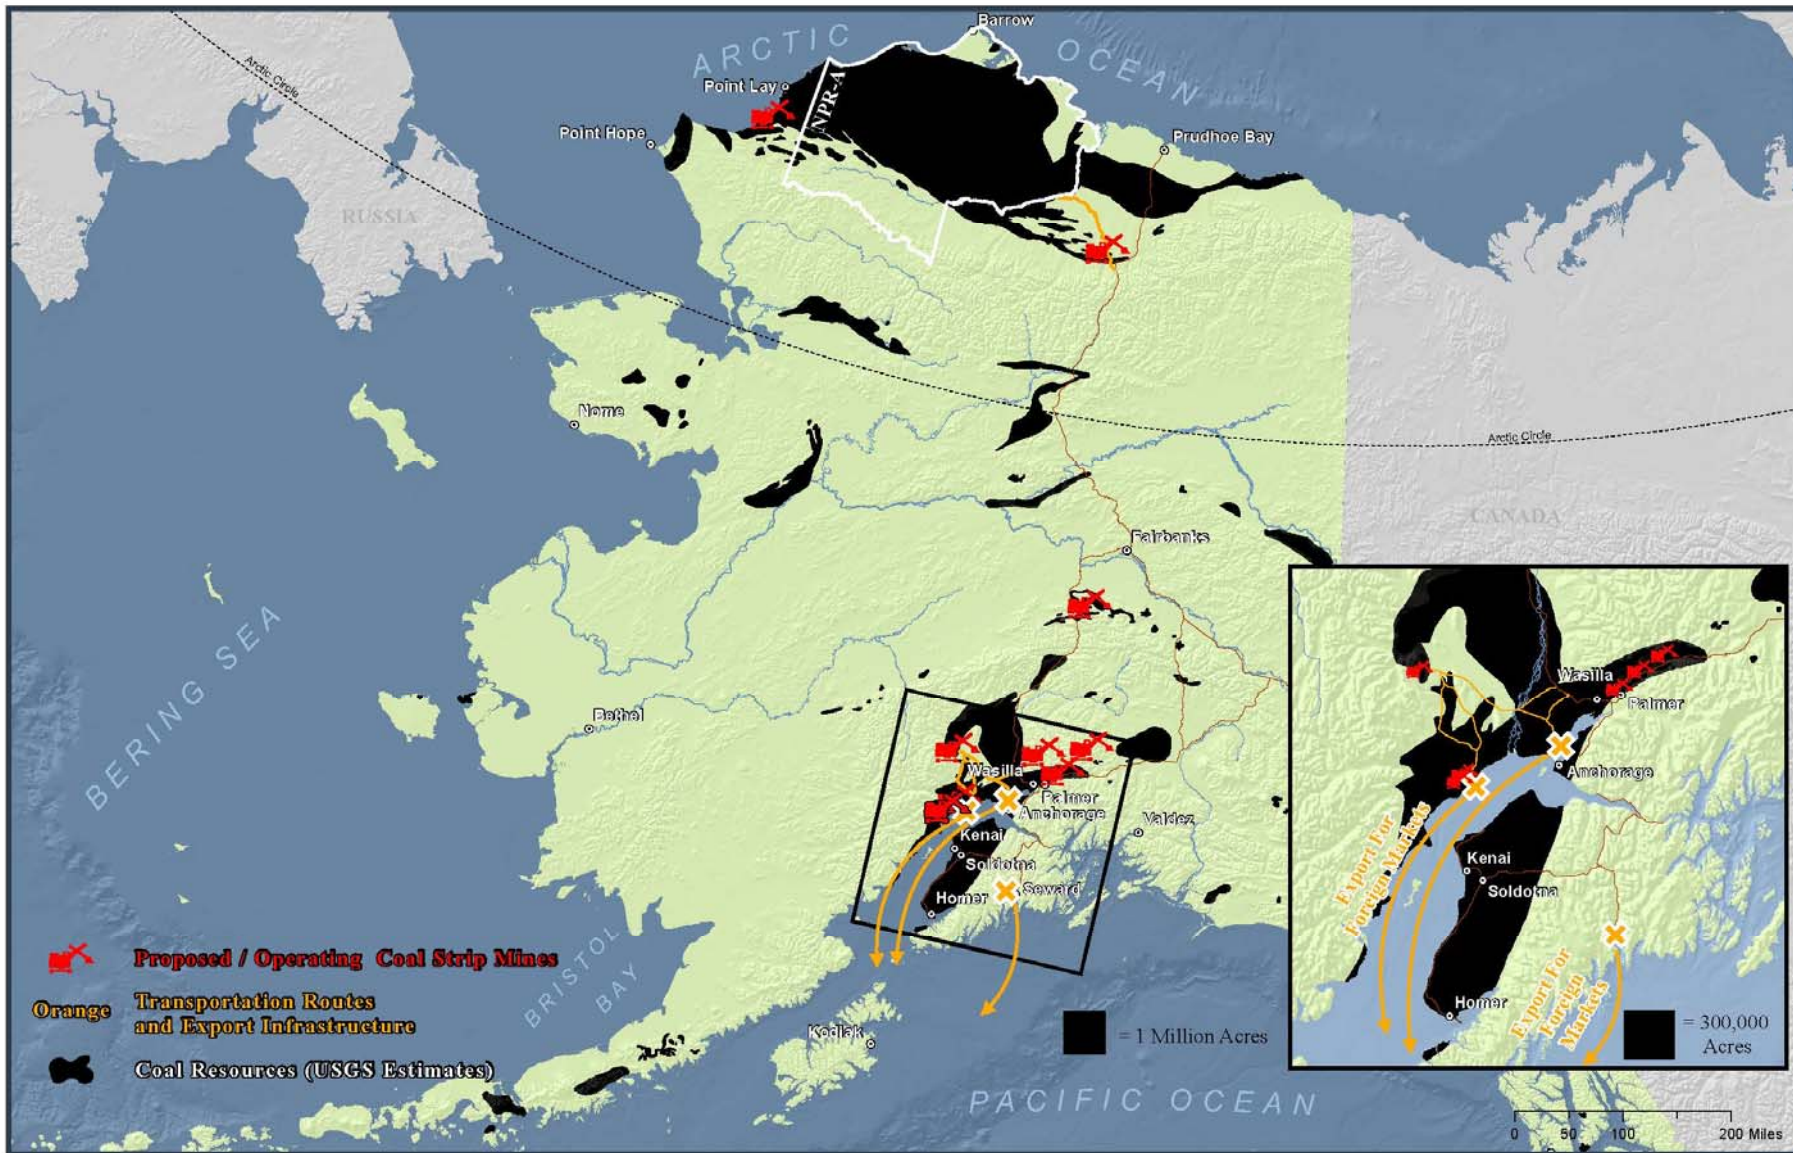 Barrow
ARCTIC OCEAN
Arctic Circle
Point Lay
NPR-A
Point Hope
Prudhoe Bay
RUSSIA
Nome
Arctic Circle
CANADA
Fairbanks
BERING SEA
Bethel
Wasilla
Palmer
Anchorage
Valdez
Kenai
Soldotna
Seward
Homer
BRISTOL
BAY
Kodiak
PACIFIC OCEAN
Proposed / Operating Coal Strip Mines
Orange
Transportation Routes
and Export Infrastructure
Coal Resources (USGS Estimates)
= 1 Million Acres
Wasilla
Palmer
Anchorage
Export For
Foreign Markets
Kenai
Soldotna
Homer
Export For
Foreign
Markets
= 300,000
Acres
0 50 100 200 Miles